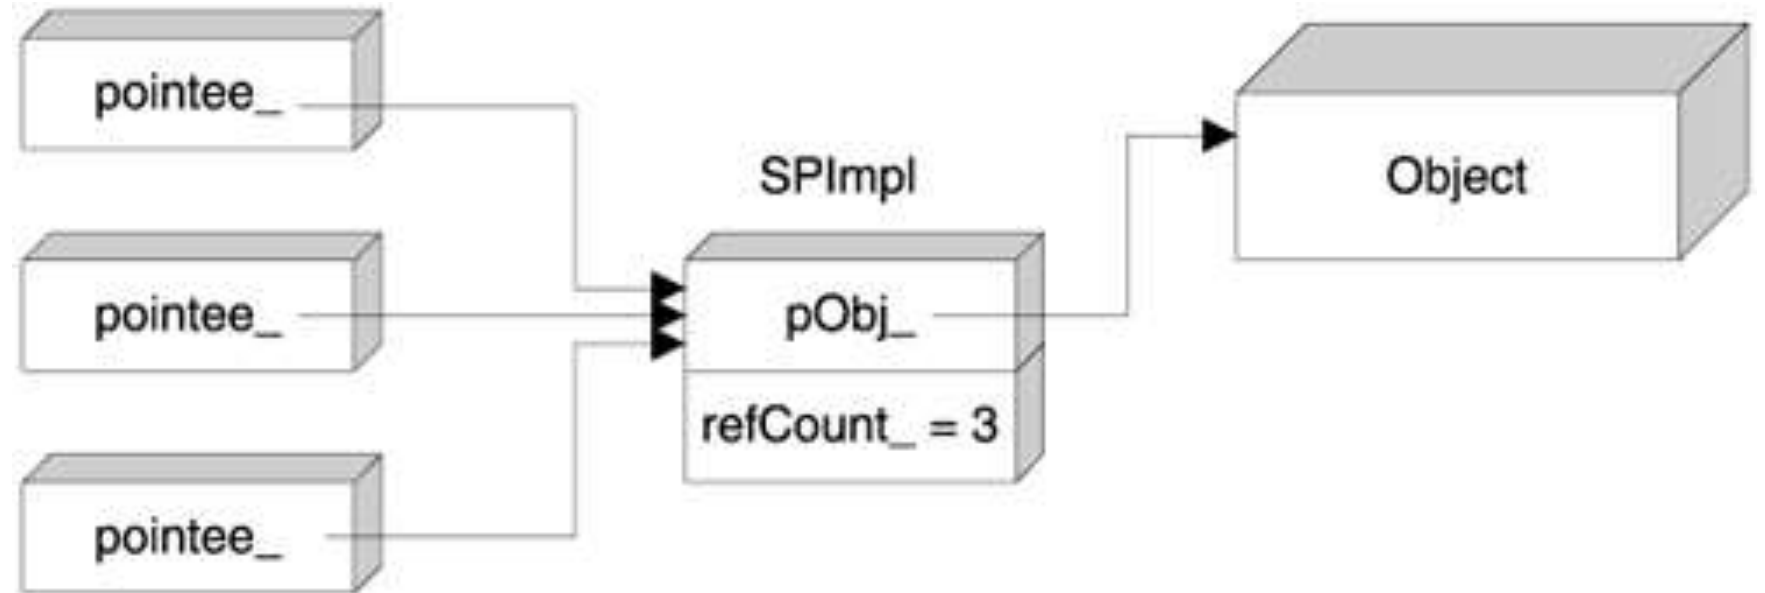 pointee_
pointee_
pointee_
SPImpl
pObj_
refCount_ = 3
Object